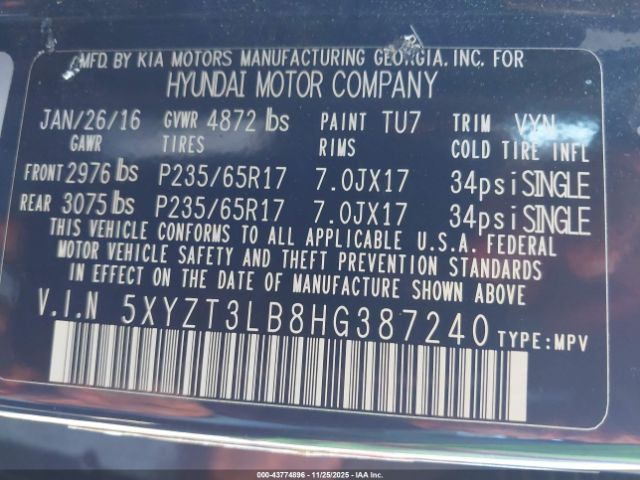 MFD. BY KIA MOTORS MANUFACTURING GEORGIA, INC. FOR
HYUNDAI MOTOR COMPANY
JAN/26/16 GVWR 4872 lbs PAINT TU7 TRIM VYN
GAWR TIRES RIMS COLD TIRE INFL
FRONT 2976 lbs P235/65R17 7.0JX17 34psi SINGLE
REAR 3075 lbs P235/65R17 7.0JX17 34psi SINGLE
THIS VEHICLE CONFORMS TO ALL APPLICABLE U.S.A. FEDERAL
MOTOR VEHICLE SAFETY AND THEFT PREVENTION STANDARDS
IN EFFECT ON THE DATE OF MANUFACTURE SHOWN ABOVE
V.I.N 5XYZT3LB8HG387240 TYPE:MPV
000-43774896 - 11/25/2025 - IAA Inc.